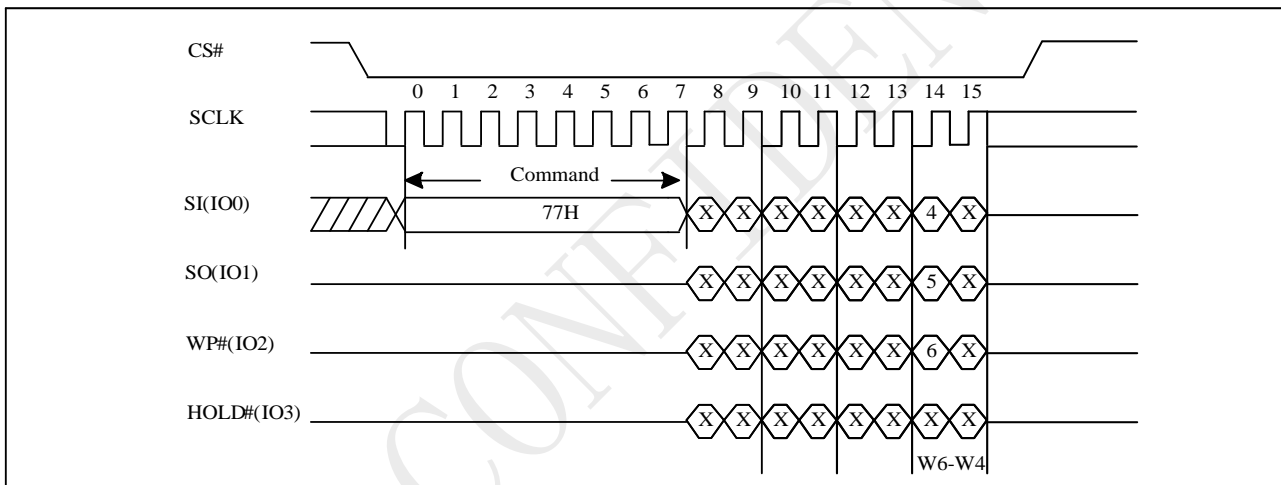 CS#
0 1 2 3 4 5 6 7 8 9 10 11 12 13 14 15
SCLK
Command
SI(IO0) 77H X X X X X X 4 X
SO(IO1) X X X X X X 5 X
WP#(IO2) X X X X X X 6 X
HOLD#(IO3) X X X X X X X X
W6-W4
CONFIDEN